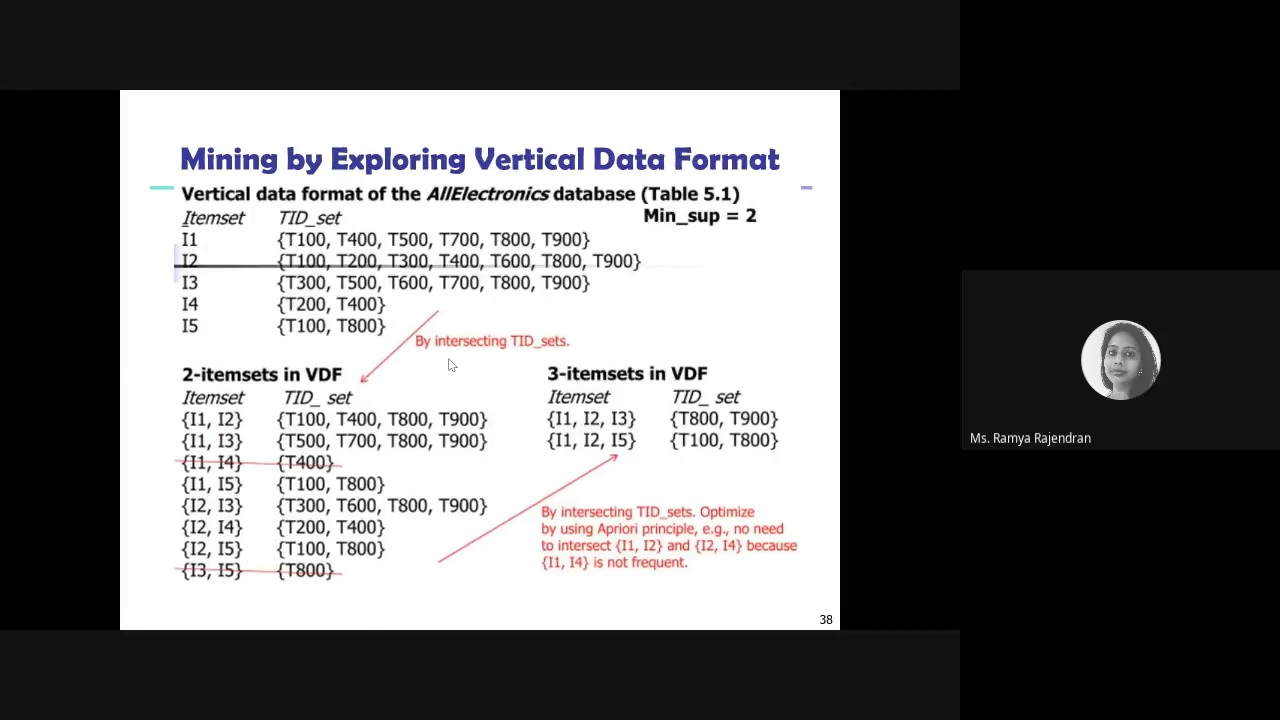 Mining by Exploring Vertical Data Format
Vertical data format of the AllElectronics database (Table 5.1)
Min_sup = 2
Itemset TID_set
I1 {T100, T400, T500, T700, T800, T900}
I2 {T100, T200, T300, T400, T600, T800, T900}
I3 {T300, T500, T600, T700, T800, T900}
I4 {T200, T400}
I5 {T100, T800}
By intersecting TID_sets.
2-itemsets in VDF
Itemset TID_ set
{I1, I2} {T100, T400, T800, T900}
{I1, I3} {T500, T700, T800, T900}
{I1, I4} {T400}
{I1, I5} {T100, T800}
{I2, I3} {T300, T600, T800, T900}
{I2, I4} {T200, T400}
{I2, I5} {T100, T800}
{I3, I5} {T800}
3-itemsets in VDF
Itemset TID_ set
{I1, I2, I3} {T800, T900}
{I1, I2, I5} {T100, T800}
By intersecting TID_sets. Optimize
by using Apriori principle, e.g., no need
to intersect {I1, I2} and {I2, I4} because
{I1, I4} is not frequent.
38
Ms. Ramya Rajendran